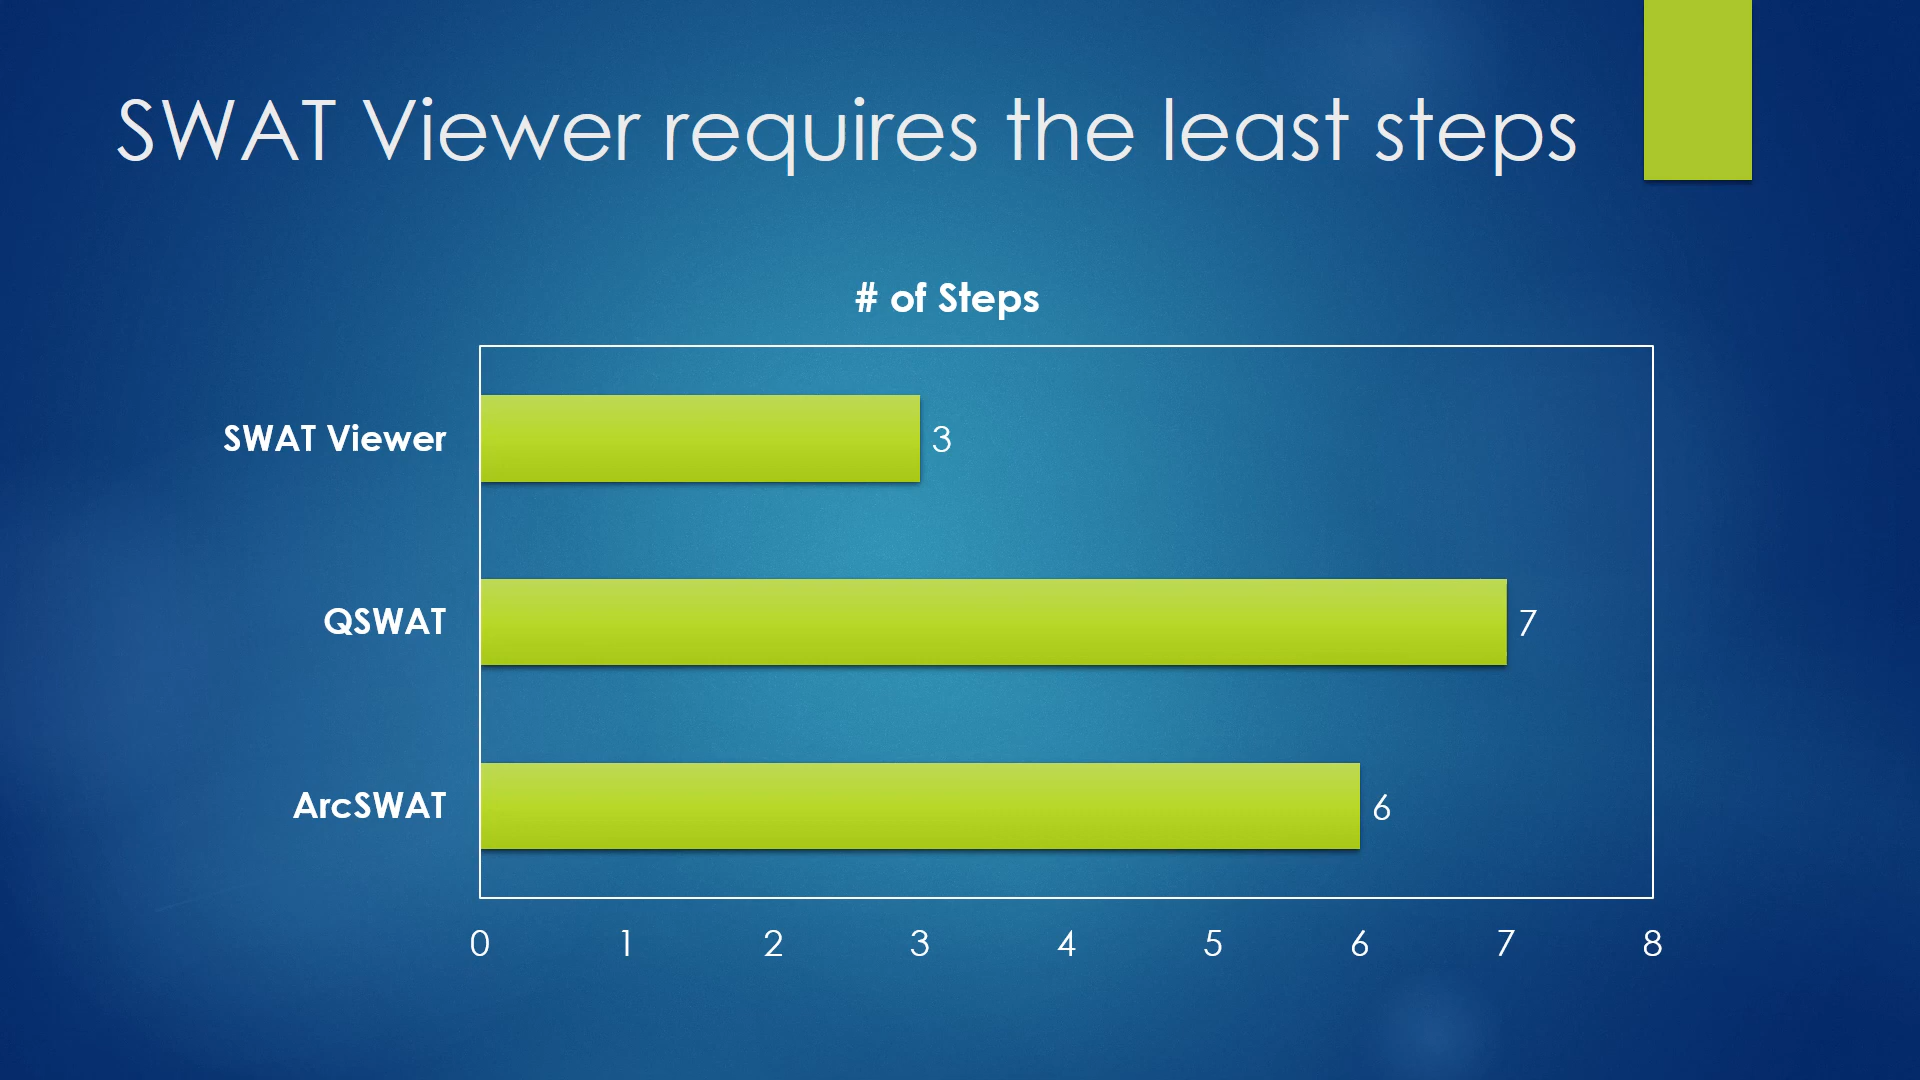 SWAT Viewer requires the least steps
# of Steps
SWAT Viewer
3
QSWAT
7
ArcSWAT
6
0 1 2 3 4 5 6 7 8